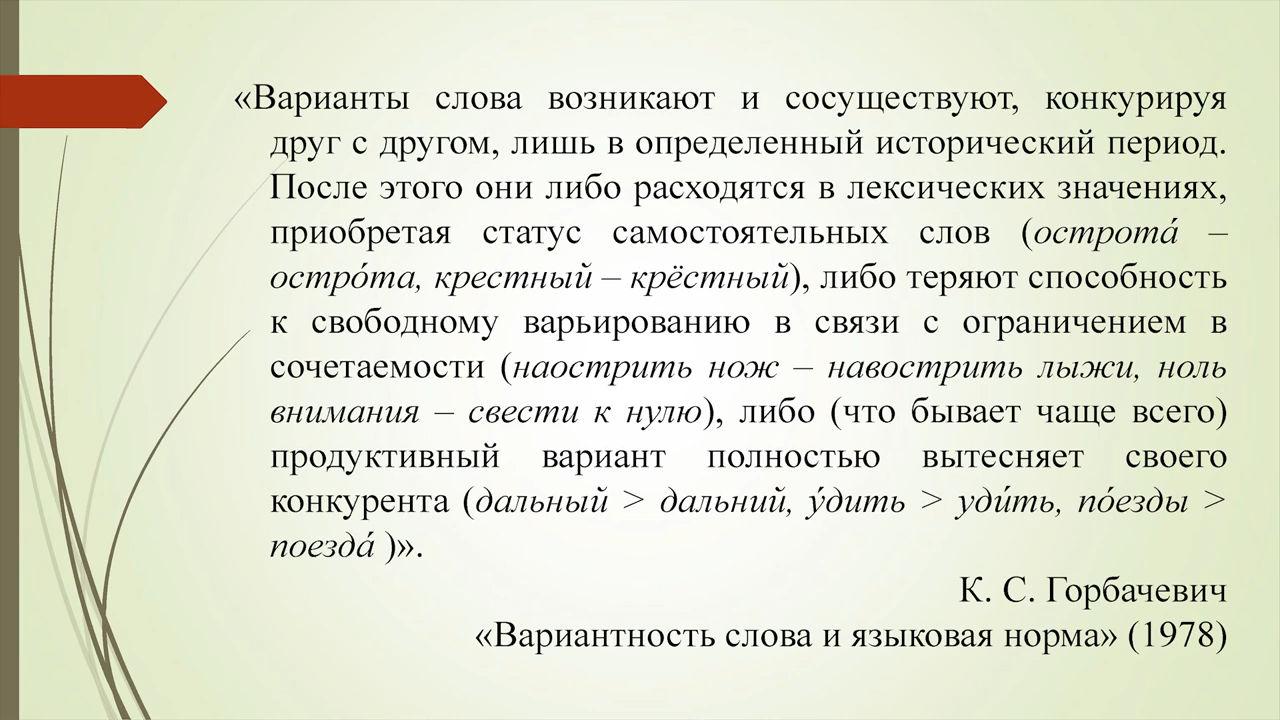 «Варианты слова возникают и сосуществуют, конкурируя
друг с другом, лишь в определенный исторический период.
После этого они либо расходятся в лексических значениях,
приобретая статус самостоятельных слов (острота́ –
остро́та, крестный – крёстный), либо теряют способность
к свободному варьированию в связи с ограничением в
сочетаемости (наострить нож – навострить лыжи, ноль
внимания – свести к нулю), либо (что бывает чаще всего)
продуктивный вариант полностью вытесняет своего
конкурента (дальный > дальний, у́дить > уди́ть, по́езды >
поезда́ )».
К. С. Горбачевич
«Вариантность слова и языковая норма» (1978)